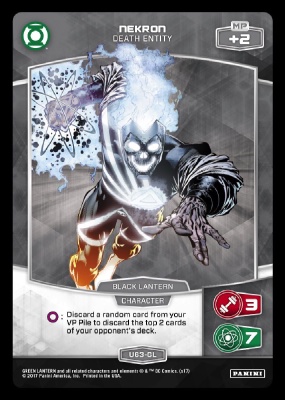 NEKRON
DEATH ENTITY
MP
+2
BLACK LANTERN
CHARACTER
: Discard a random card from your
VP Pile to discard the top 2 cards
of your opponent's deck.
3
7
U63-GL
GREEN LANTERN and all related characters and elements © & ™ DC Comics. (s17)
© 2017 Panini America, Inc. Printed in the USA.
PANINI